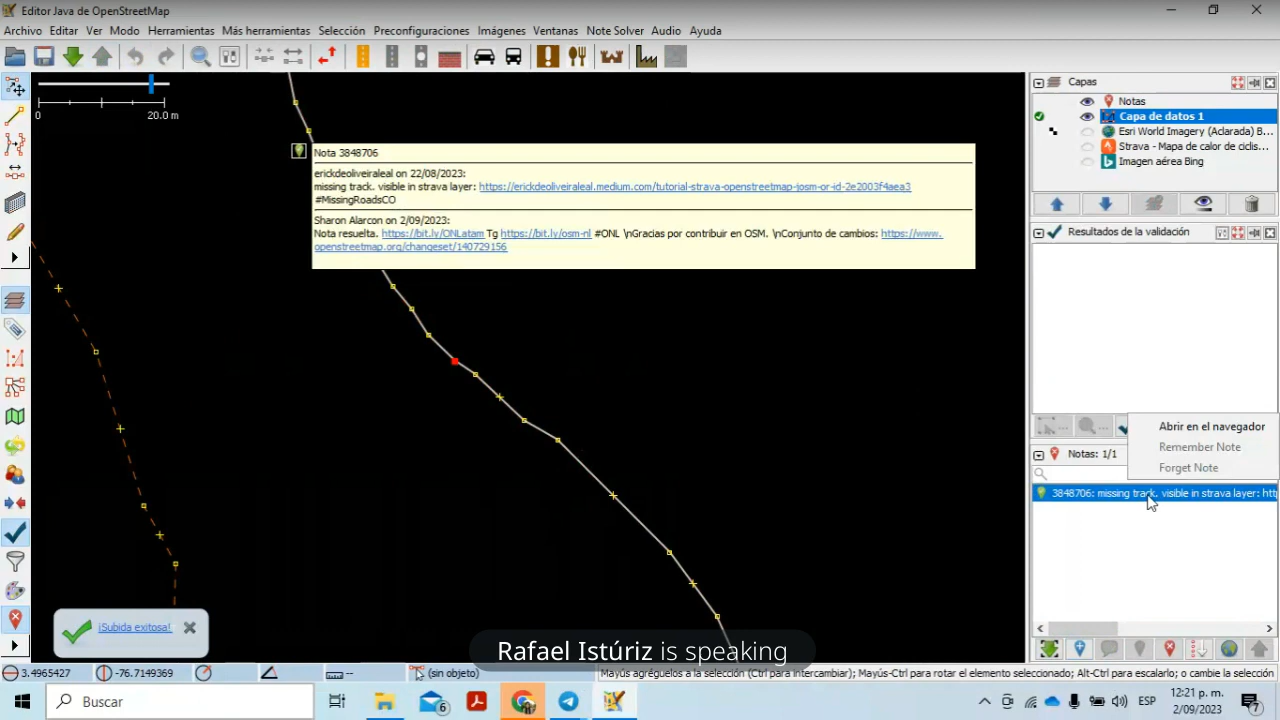 Editor Java de OpenStreetMap
Archivo Editar Ver Modo Herramientas Más herramientas Selección Preconfiguraciones Imágenes Ventanas Note Solver Audio Ayuda
0 20.0 m
Nota 3848706
erickdeoliveiraleal on 22/08/2023:
missing track. visible in strava layer: https://erickdeoliveiraleal.medium.com/tutorial-strava-openstreetmap-josm-or-id-2e2003f4aea3
#MissingRoadsCO
Sharon Alarcon on 2/09/2023:
Nota resuelta. https://bit.ly/ONLatam Tg https://bit.ly/osm-nl #ONL \nGracias por contribuir en OSM. \nConjunto de cambios: https://www.
openstreetmap.org/changeset/140729156
Capas
Notas
Capa de datos 1
Esri World Imagery (Aclarada) B...
Strava - Mapa de calor de ciclis...
Imagen aérea Bing
Resultados de la validación
Abrir en el navegador
Remember Note
Forget Note
Notas: 1/1
3848706: missing track. visible in strava layer: htt
¡Subida exitosa!
Rafael Istúriz is speaking
3.4965427 -76.7149369 -- (sin objeto) Mayús agréguelos a la selección (Ctrl para intercambiar); Mayús-Ctrl para rotar el elemento seleccionado; Alt-Ctrl para escalarlo; o cambie la selec
Buscar
6
ESP
12:21 p. m.
2/09/2023
7